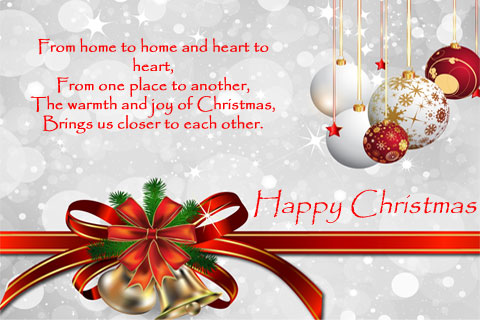 From home to home and heart to
heart,
From one place to another,
The warmth and joy of Christmas,
Brings us closer to each other.
Happy Christmas